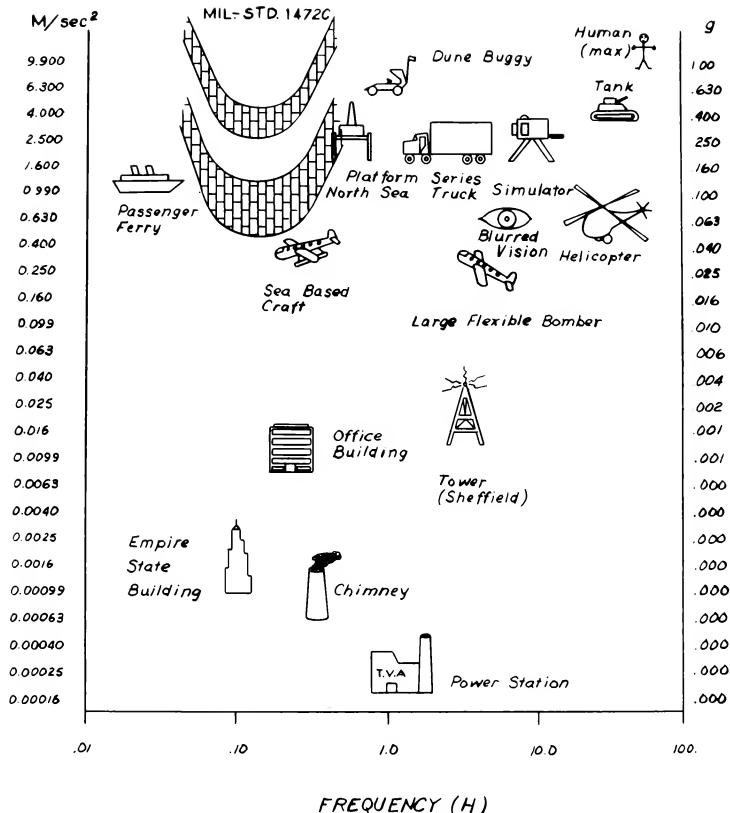 M/sec²
MIL-STD. 1472C
g
9.900
6.300
4.000
2.500
1.600
0.990
0.630
0.400
0.250
0.160
0.099
0.063
0.040
0.025
0.016
0.0099
0.0063
0.0040
0.0025
0.0016
0.00099
0.00063
0.00040
0.00025
0.00016
Human
(max)
Dune Buggy
Tank
Platform
North Sea
Series
Truck
Simulator
Passenger
Ferry
Blurred
Vision
Helicopter
Sea Based
Craft
Large Flexible Bomber
Office
Building
Tower
(Sheffield)
Empire
State
Building
Chimney
T.V.A
Power Station
1.00
.630
.400
250
160
.100
.063
.040
.025
.016
.010
.006
.004
.002
.001
.001
.000
.000
.000
.000
.000
.000
.000
.000
.000
.01
.10
1.0
10.0
100.
FREQUENCY (H)